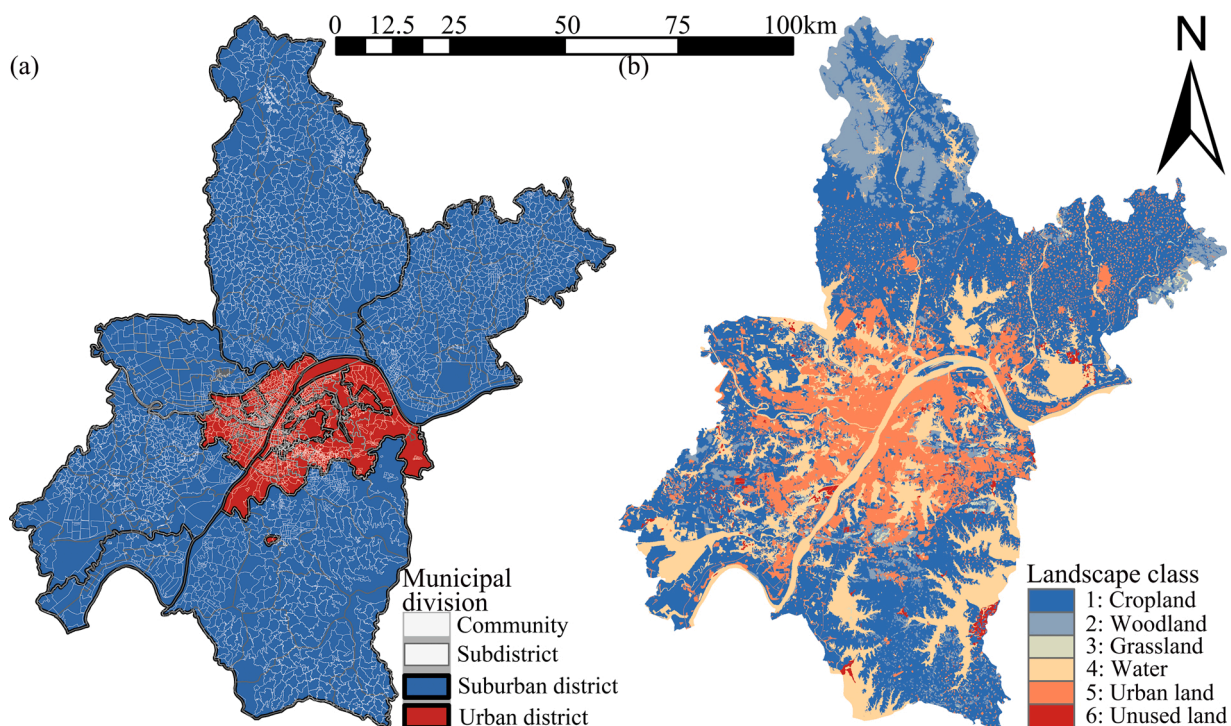 0 12.5 25 50 75 100km
(a)
(b)
N
Municipal
division
Community
Subdistrict
Suburban district
Urban district
Landscape class
1: Cropland
2: Woodland
3: Grassland
4: Water
5: Urban land
6: Unused land